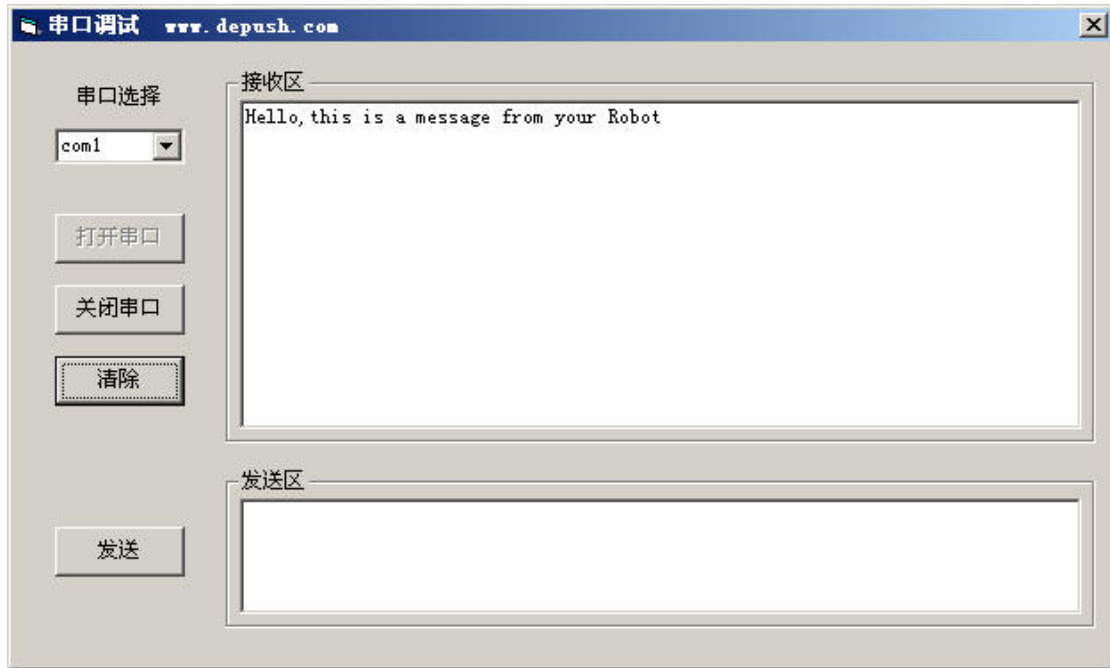 串口调试 www.depush.com
串口选择
com1
打开串口
关闭串口
清除
接收区
Hello,this is a message from your Robot
发送区
发送